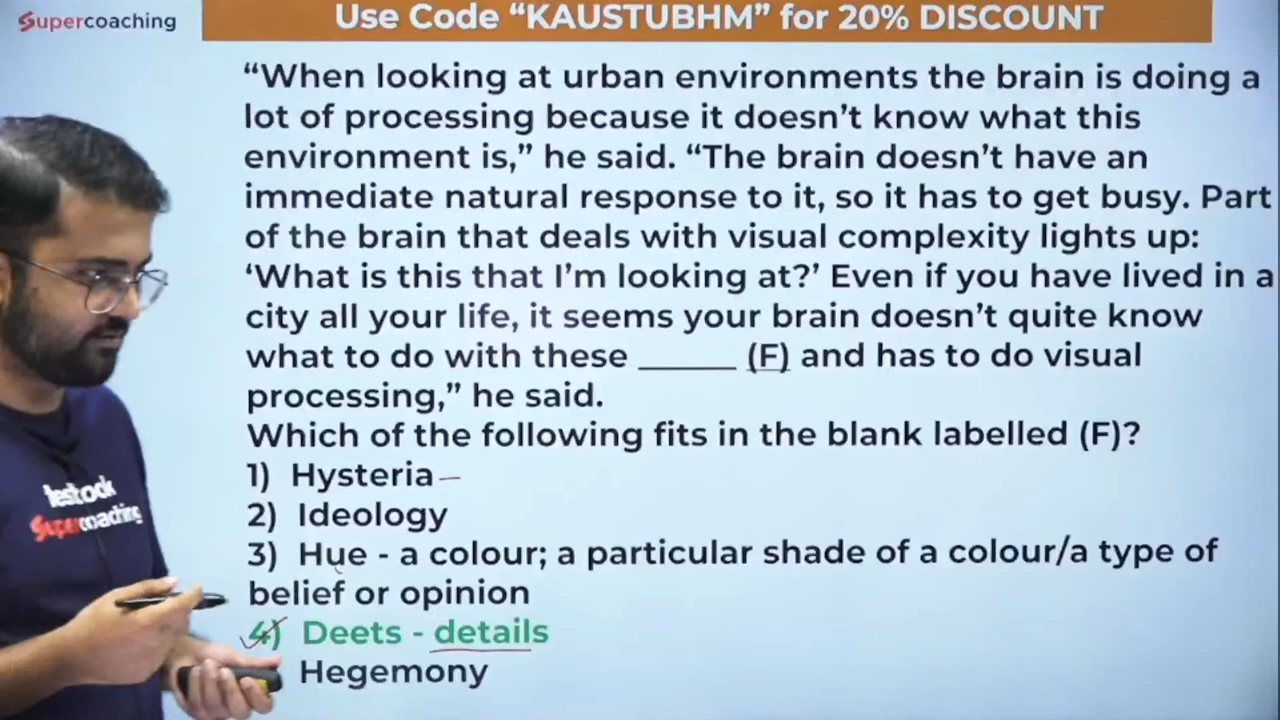 Supercoaching
Use Code “KAUSTUBHM” for 20% DISCOUNT
“When looking at urban environments the brain is doing a
lot of processing because it doesn’t know what this
environment is,” he said. “The brain doesn’t have an
immediate natural response to it, so it has to get busy. Part
of the brain that deals with visual complexity lights up:
‘What is this that I’m looking at?’ Even if you have lived in a
city all your life, it seems your brain doesn’t quite know
what to do with these ______ (F) and has to do visual
processing,” he said.
Which of the following fits in the blank labelled (F)?
1) Hysteria
2) Ideology
3) Hue - a colour; a particular shade of a colour/a type of
belief or opinion
4) Deets - details
Hegemony
testbook
Supercoaching